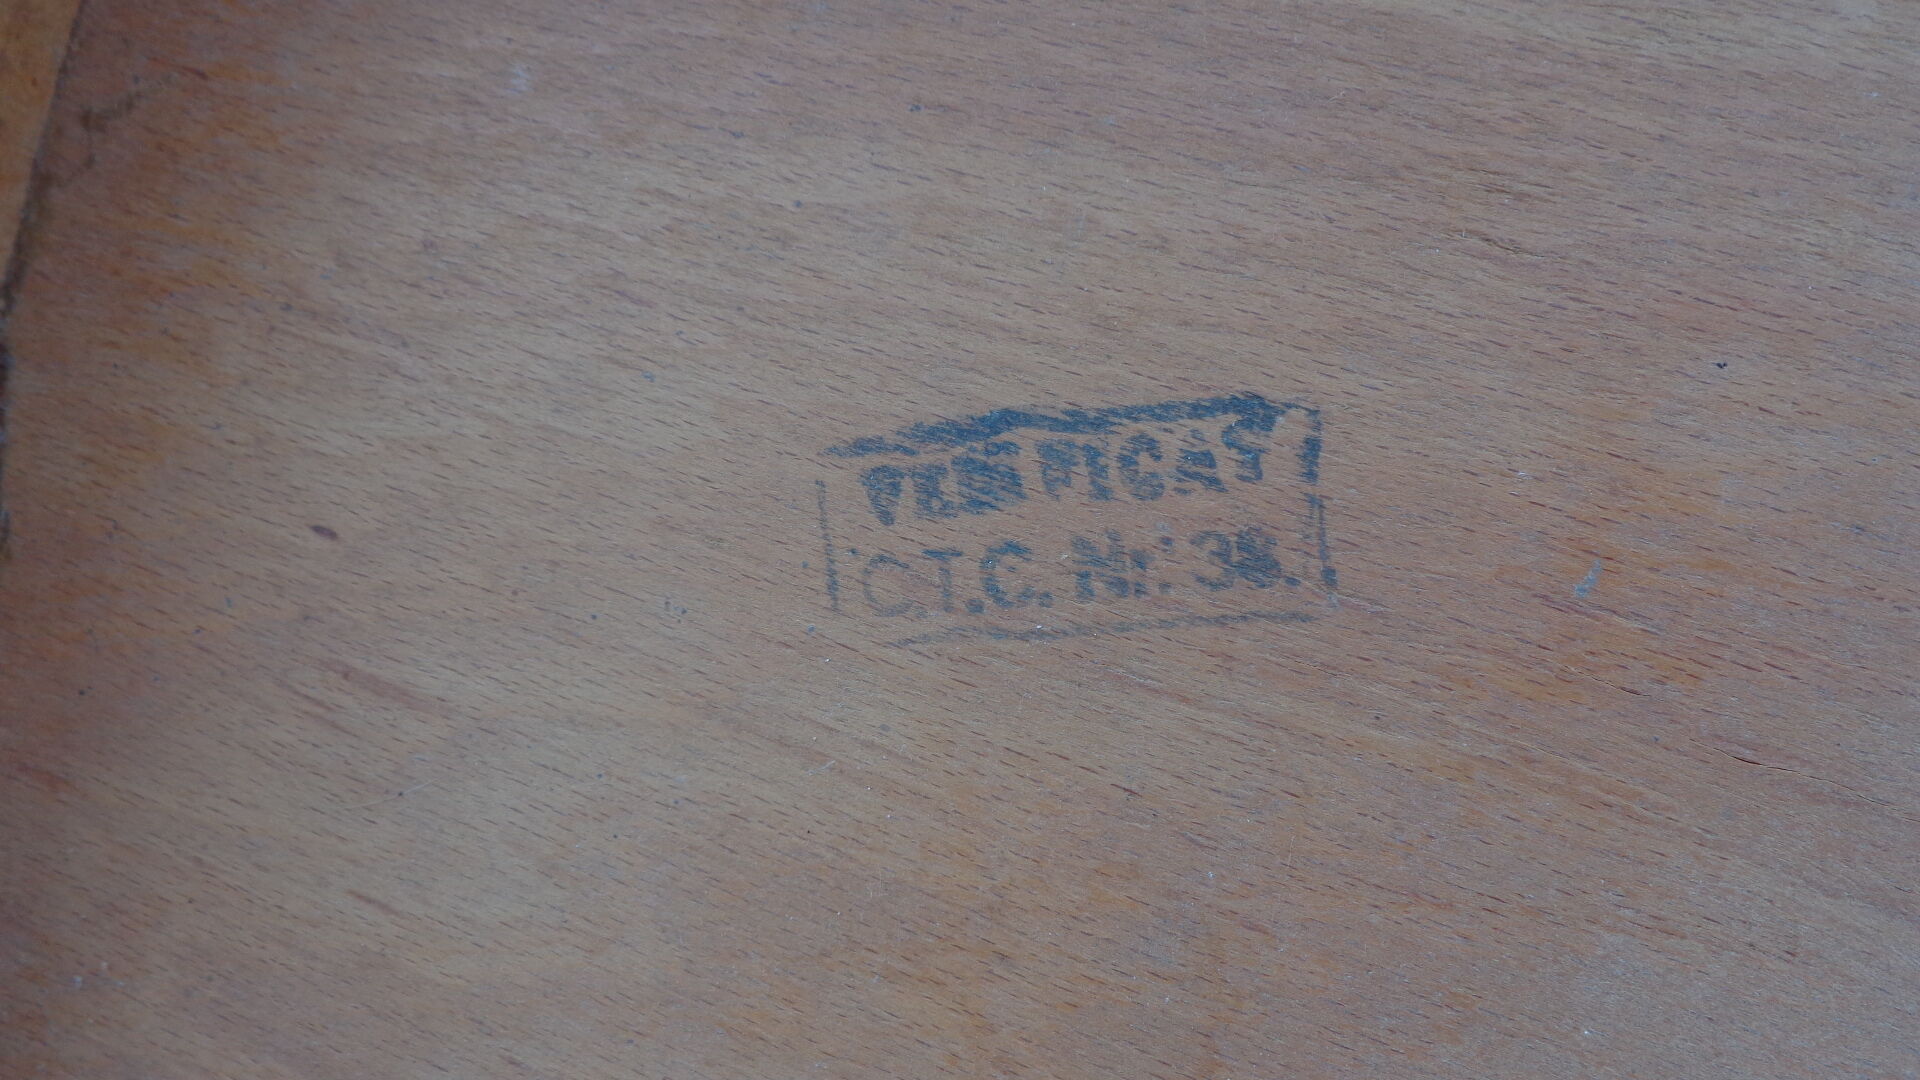 VERIFICAT
C.T.C. Nr. 38.